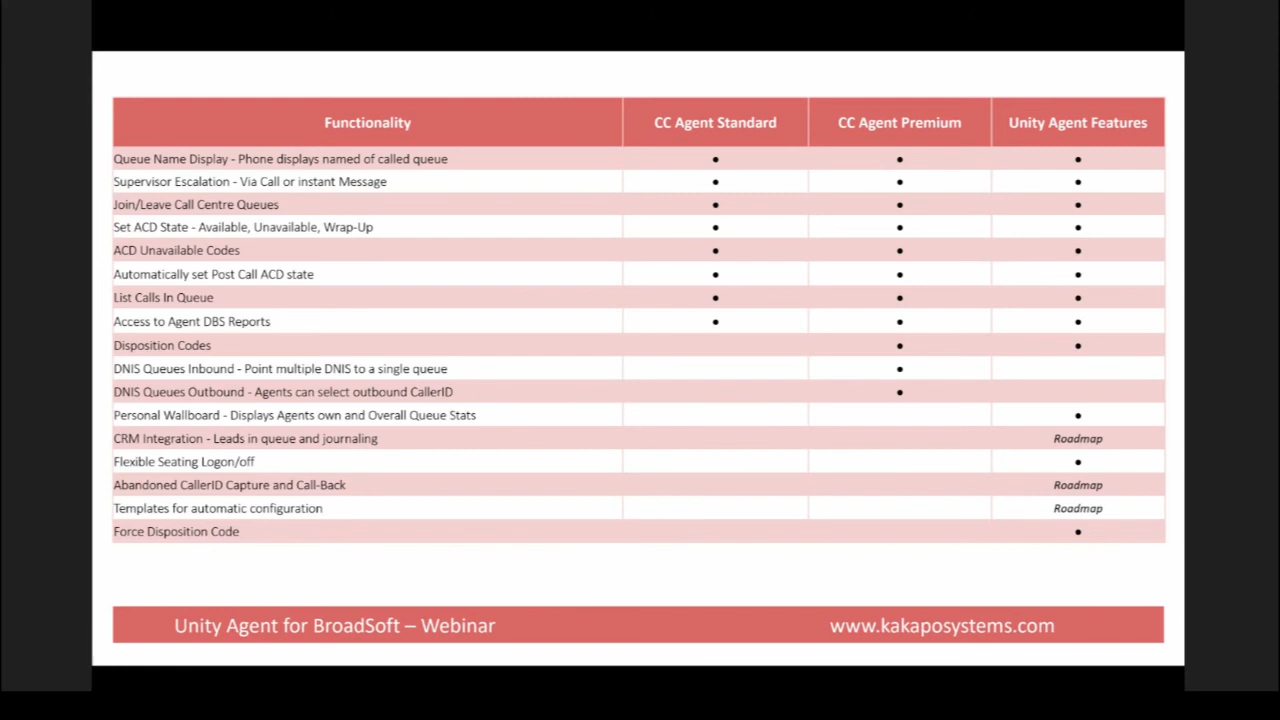 Functionality CC Agent Standard CC Agent Premium Unity Agent Features
Queue Name Display - Phone displays named of called queue • • •
Supervisor Escalation - Via Call or instant Message • • •
Join/Leave Call Centre Queues • • •
Set ACD State - Available, Unavailable, Wrap-Up • • •
ACD Unavailable Codes • • •
Automatically set Post Call ACD state • • •
List Calls In Queue • • •
Access to Agent DBS Reports • • •
Disposition Codes • •
DNIS Queues Inbound - Point multiple DNIS to a single queue •
DNIS Queues Outbound - Agents can select outbound CallerID •
Personal Wallboard - Displays Agents own and Overall Queue Stats •
CRM Integration - Leads in queue and journaling Roadmap
Flexible Seating Logon/off •
Abandoned CallerID Capture and Call-Back Roadmap
Templates for automatic configuration Roadmap
Force Disposition Code •
Unity Agent for BroadSoft – Webinar www.kakaposystems.com